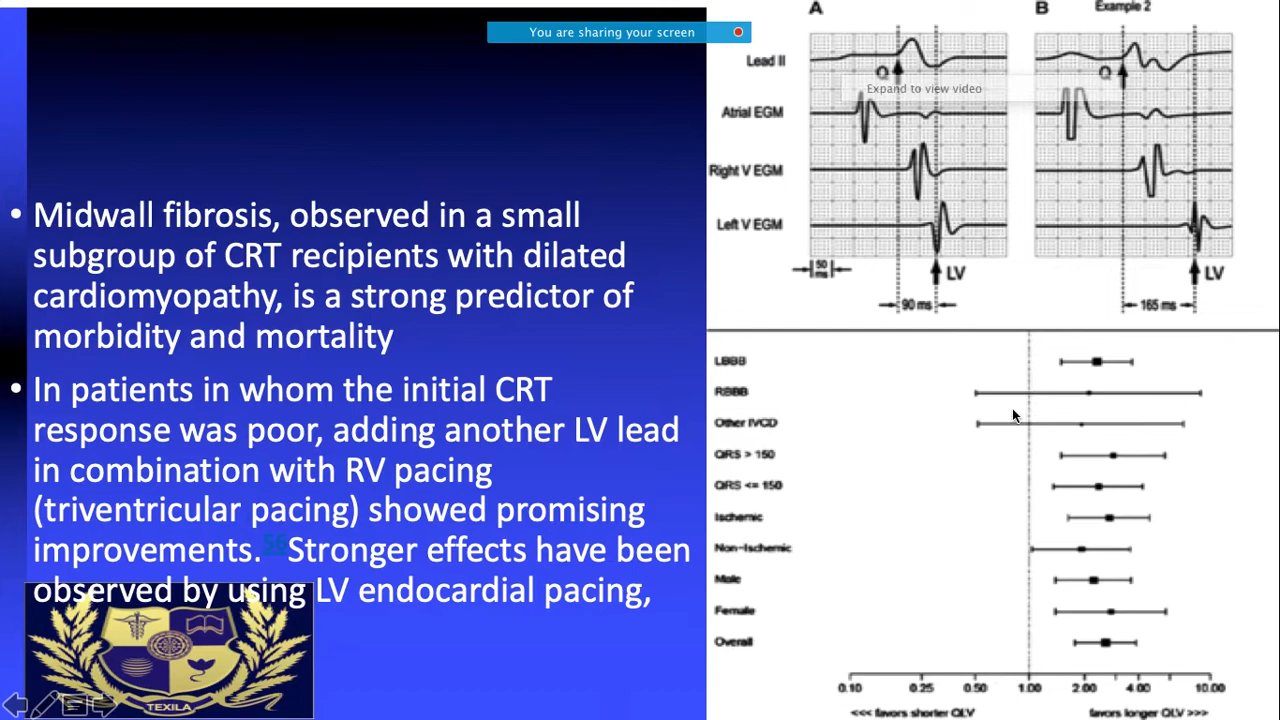 You are sharing your screen
Expand to view video
• Midwall fibrosis, observed in a small
subgroup of CRT recipients with dilated
cardiomyopathy, is a strong predictor of
morbidity and mortality
• In patients in whom the initial CRT
response was poor, adding another LV lead
in combination with RV pacing
(triventricular pacing) showed promising
improvements. 56 Stronger effects have been
observed by using LV endocardial pacing,
TEXILA
A
B
Example 2
Lead II
Q
Q
Atrial EGM
Right V EGM
Left V EGM
50
ms
LV
LV
90 ms
165 ms
LBBB
RBBB
Other IVCD
QRS > 150
QRS <= 150
Ischemic
Non-Ischemic
Male
Female
Overall
0.10 0.25 0.50 1.00 2.00 4.00 10.00
<<< favors shorter QLV favors longer QLV >>>